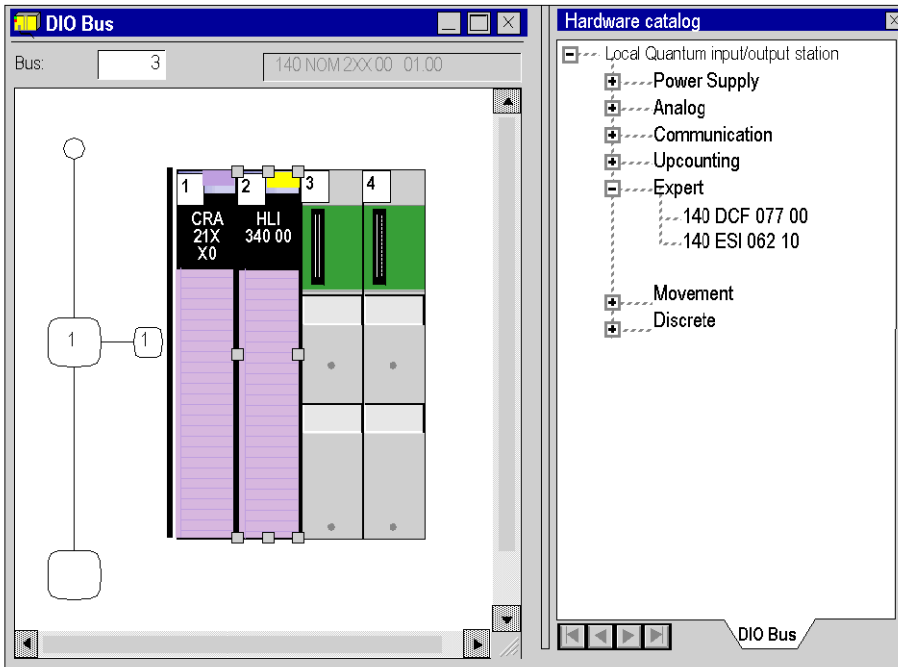 DIO Bus
Bus: 3 140 NOM 2XX 00 01.00
1 2 3 4
CRA 21X X0
HLI 340 00
1 1
Hardware catalog
Local Quantum input/output station
Power Supply
Analog
Communication
Upcounting
Expert
140 DCF 077 00
140 ESI 062 10
Movement
Discrete
DIO Bus